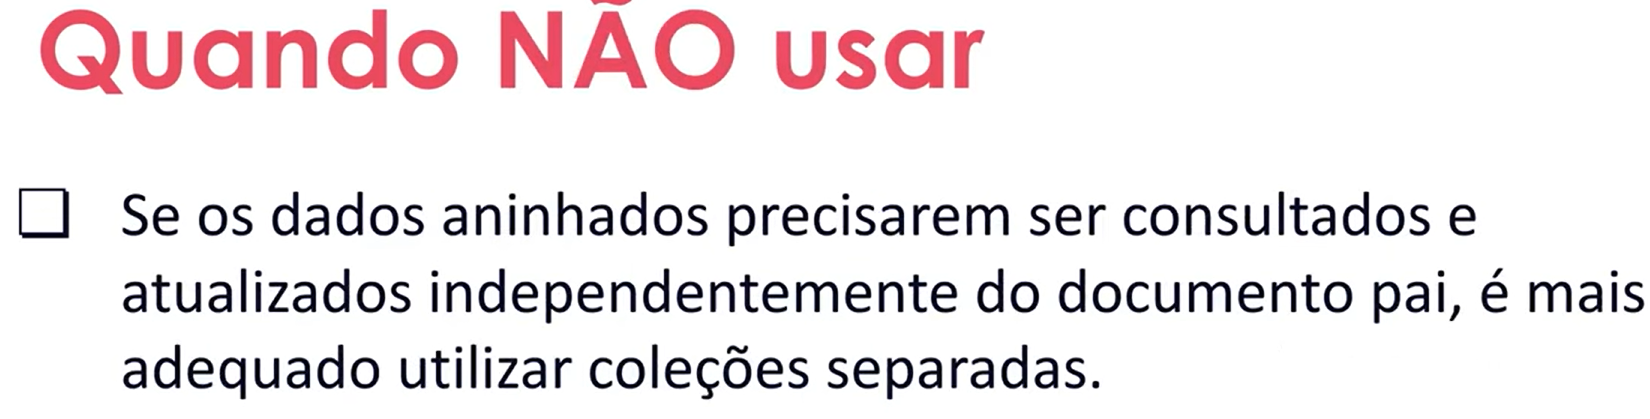 Quando NÃO usar
Se os dados aninhados precisarem ser consultados e
atualizados independentemente do documento pai, é mais
adequado utilizar coleções separadas.